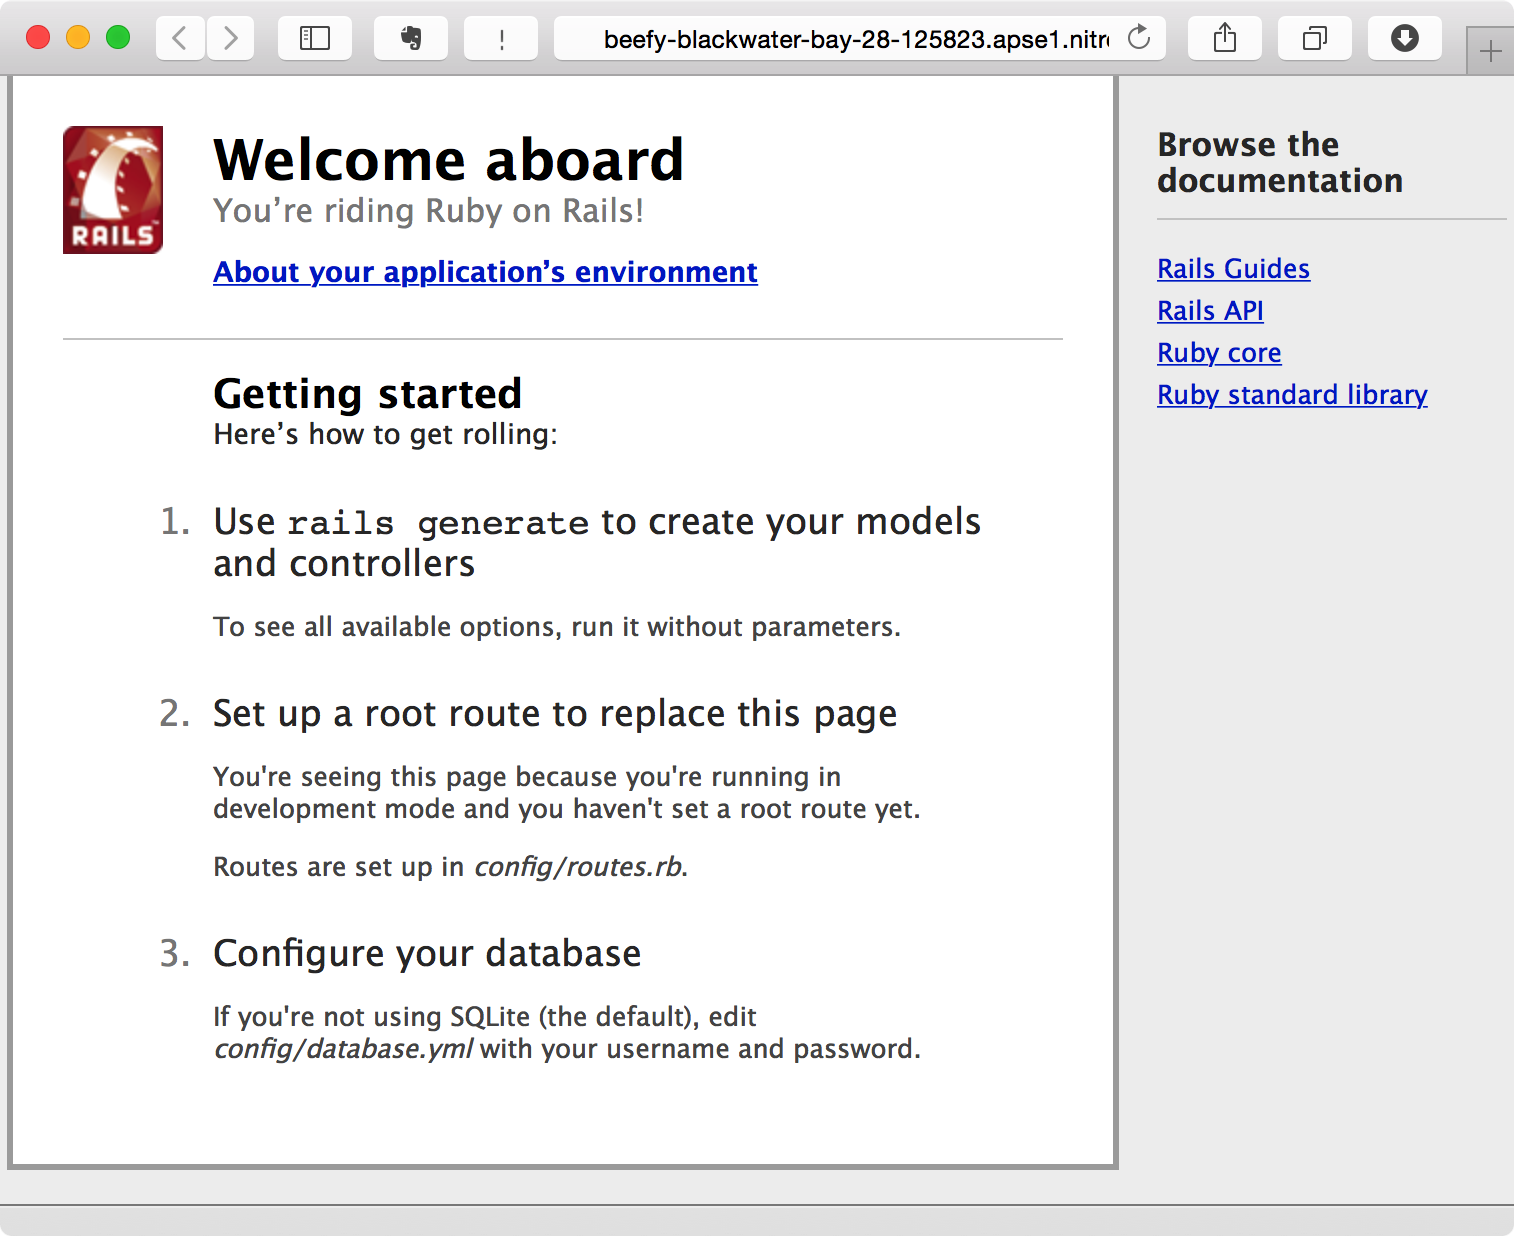 !
beefy-blackwater-bay-28-125823.apse1.nitr
RAILS
Welcome aboard
You’re riding Ruby on Rails!
About your application’s environment
Getting started
Here’s how to get rolling:
1. Use rails generate to create your models
and controllers
To see all available options, run it without parameters.
2. Set up a root route to replace this page
You're seeing this page because you're running in
development mode and you haven't set a root route yet.
Routes are set up in config/routes.rb.
3. Configure your database
If you're not using SQLite (the default), edit
config/database.yml with your username and password.
Browse the
documentation
Rails Guides
Rails API
Ruby core
Ruby standard library